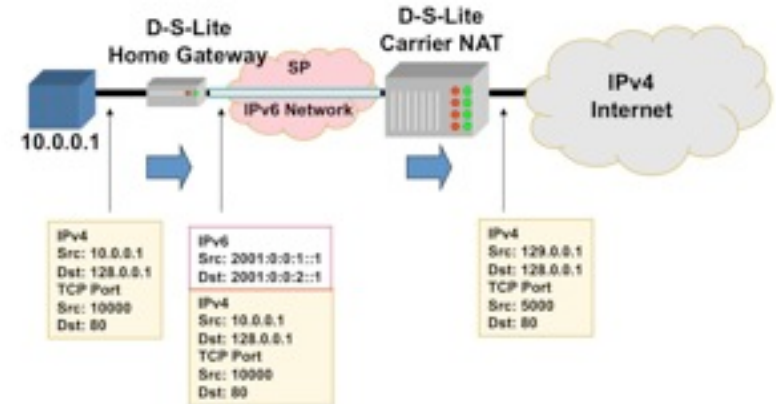 D-S-Lite
Home Gateway
D-S-Lite
Carrier NAT
SP
IPv6 Network
IPv4
Internet
10.0.0.1
IPv4
Src: 10.0.0.1
Dst: 128.0.0.1
TCP Port
Src: 10000
Dst: 80
IPv6
Src: 2001:0:0:1::1
Dst: 2001:0:0:2::1
IPv4
Src: 10.0.0.1
Dst: 128.0.0.1
TCP Port
Src: 10000
Dst: 80
IPv4
Src: 129.0.0.1
Dst: 128.0.0.1
TCP Port
Src: 5000
Dst: 80